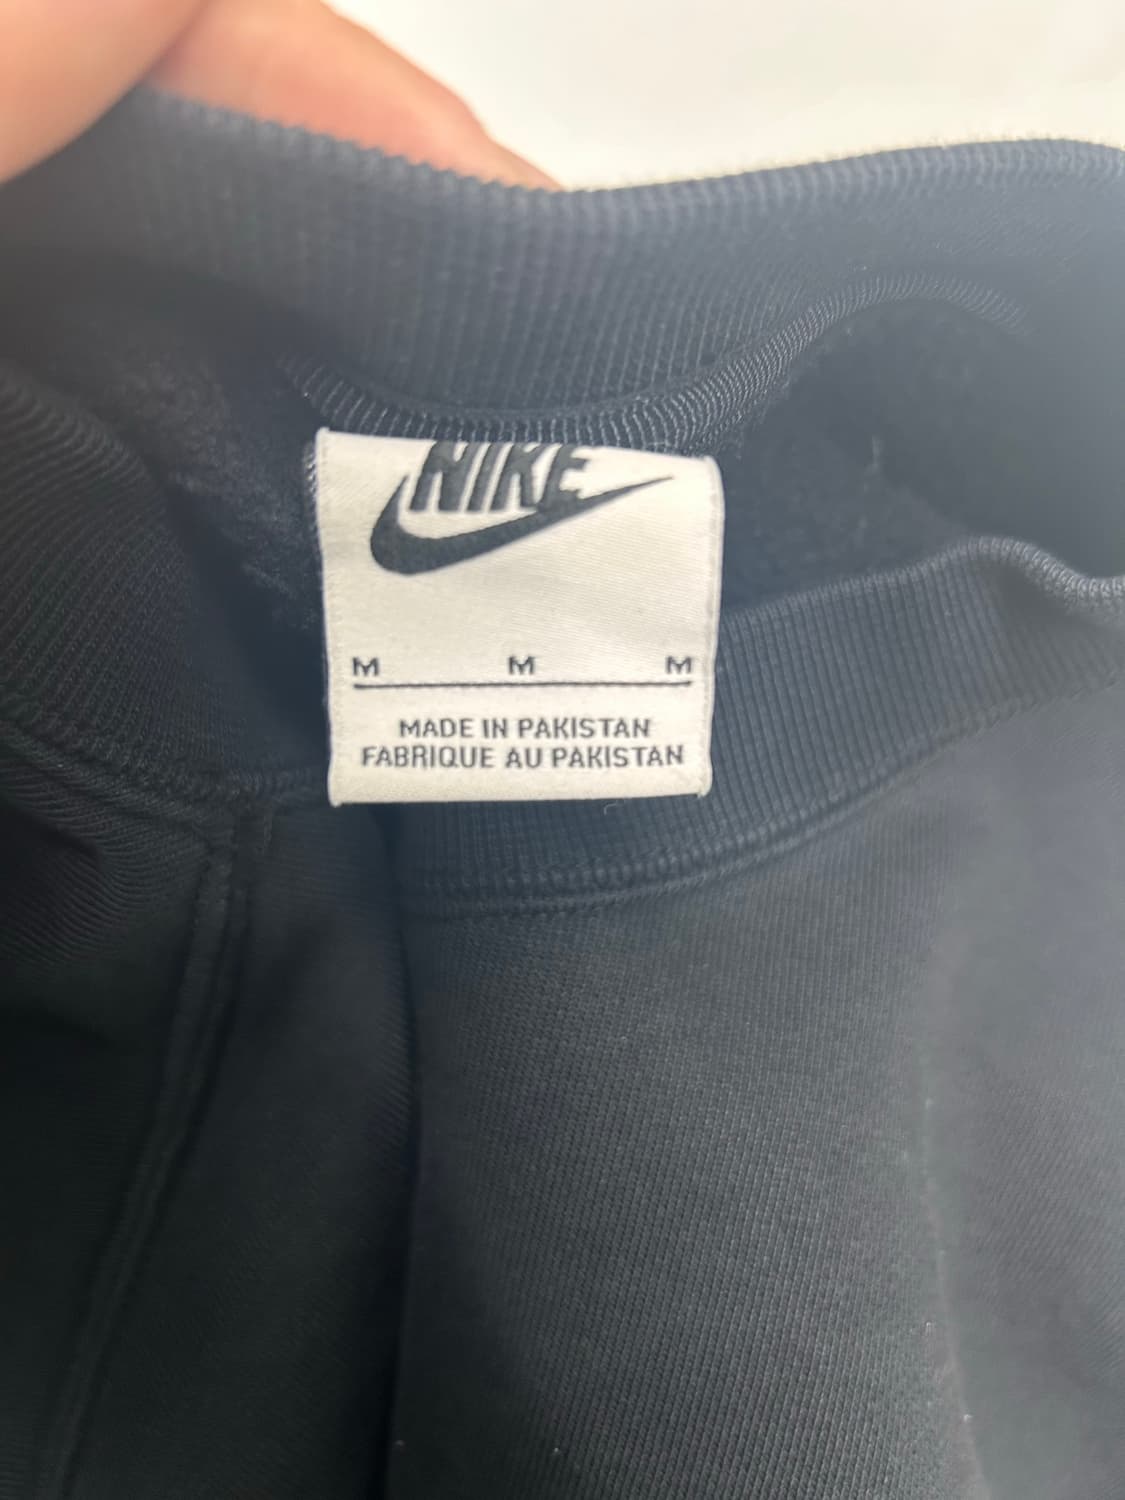 NIKE
M M M
MADE IN PAKISTAN
FABRIQUE AU PAKISTAN